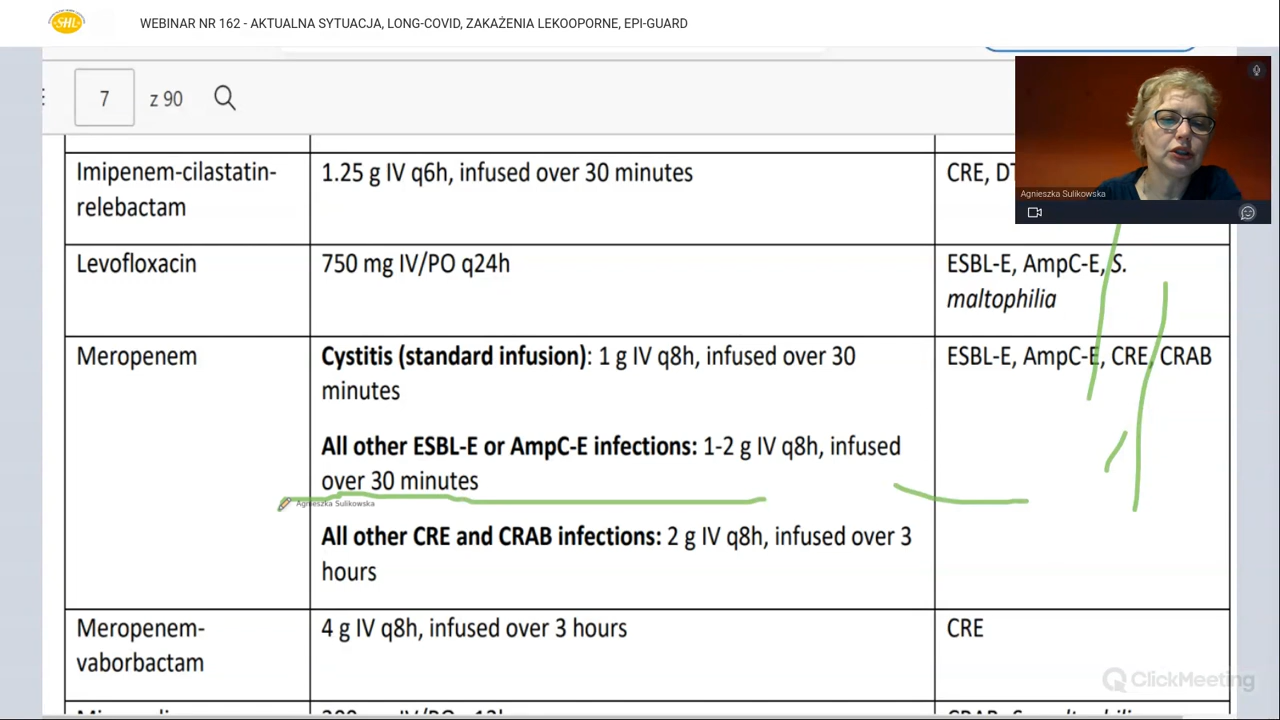 SHL
WEBINAR NR 162 - AKTUALNA SYTUACJA, LONG-COVID, ZAKAŻENIA LEKOOPORNE, EPI-GUARD
7 z 90
Imipenem-cilastatin-
relebactam
1.25 g IV q6h, infused over 30 minutes
CRE,
Agnieszka Sulikowska
Levofloxacin
750 mg IV/PO q24h
ESBL-E, AmpC-E, S.
maltophilia
Meropenem
Cystitis (standard infusion): 1 g IV q8h, infused over 30
minutes
All other ESBL-E or AmpC-E infections: 1-2 g IV q8h, infused
over 30 minutes
Agnieszka Sulikowska
All other CRE and CRAB infections: 2 g IV q8h, infused over 3
hours
ESBL-E, AmpC-E, CRE, CRAB
Meropenem-
vaborbactam
4 g IV q8h, infused over 3 hours
CRE
ClickMeeting